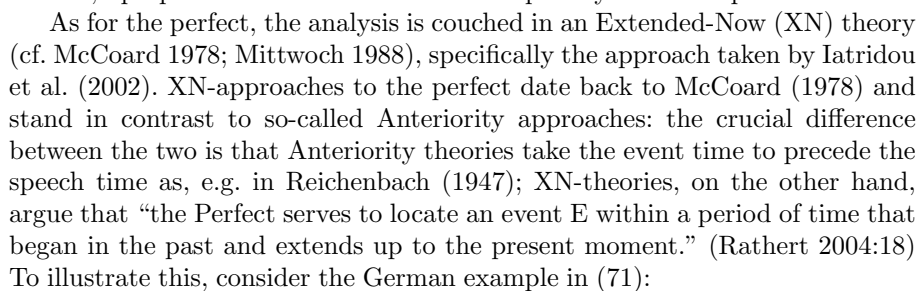 As for the perfect, the analysis is couched in an Extended-Now (XN) theory
(cf. McCoard 1978; Mittwoch 1988), specifically the approach taken by Iatridou
et al. (2002). XN-approaches to the perfect date back to McCoard (1978) and
stand in contrast to so-called Anteriority approaches: the crucial difference
between the two is that Anteriority theories take the event time to precede the
speech time as, e.g. in Reichenbach (1947); XN-theories, on the other hand,
argue that “the Perfect serves to locate an event E within a period of time that
began in the past and extends up to the present moment.” (Rathert 2004:18)
To illustrate this, consider the German example in (71):